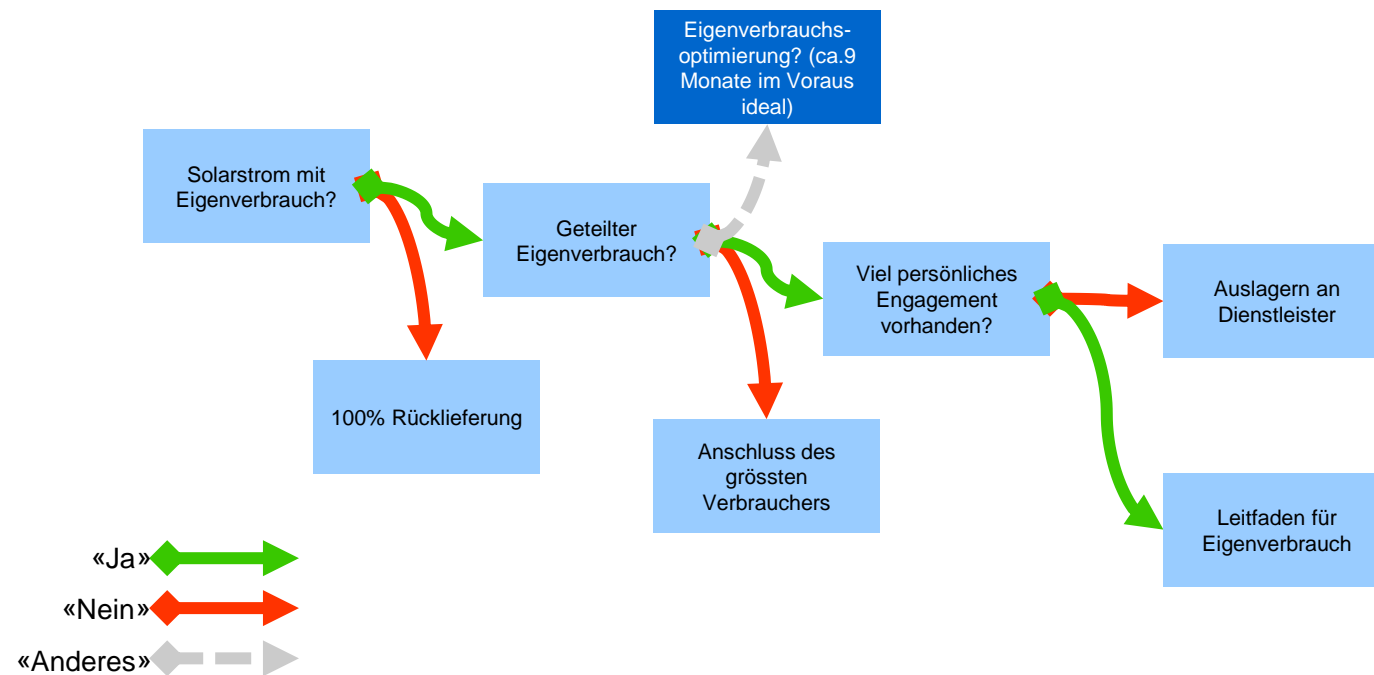 Eigenverbrauchs-
optimierung? (ca.9
Monate im Voraus
ideal)
Solarstrom mit
Eigenverbrauch?
Geteilter
Eigenverbrauch?
Viel persönliches
Engagement
vorhanden?
Auslagern an
Dienstleister
100% Rücklieferung
Anschluss des
grössten
Verbrauchers
Leitfaden für
Eigenverbrauch
«Ja»
«Nein»
«Anderes»